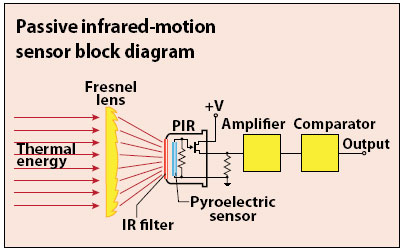 Passive infrared-motion
sensor block diagram
Fresnel
lens
+V
PIR
Amplifier
Comparator
Output
Thermal
energy
Pyroelectric
sensor
IR filter